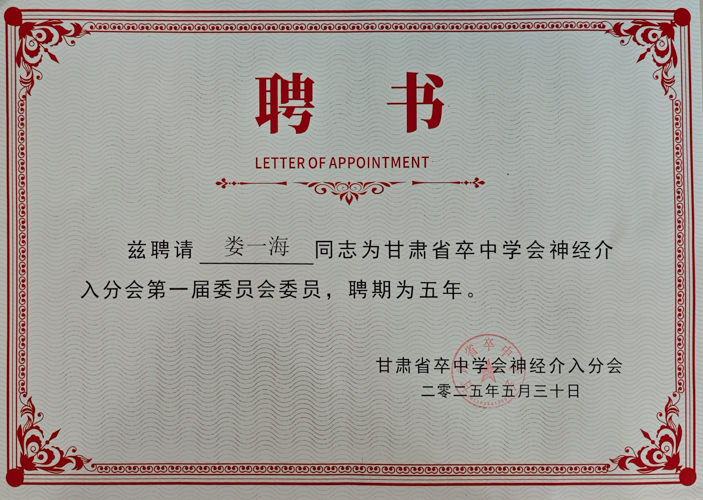 聘 书
LETTER OF APPOINTMENT
兹聘请 娄一海 同志为甘肃省卒中学会神经介
入分会第一届委员会委员，聘期为五年。
甘肃省卒中学会神经介入分会
二零二五年五月三十日